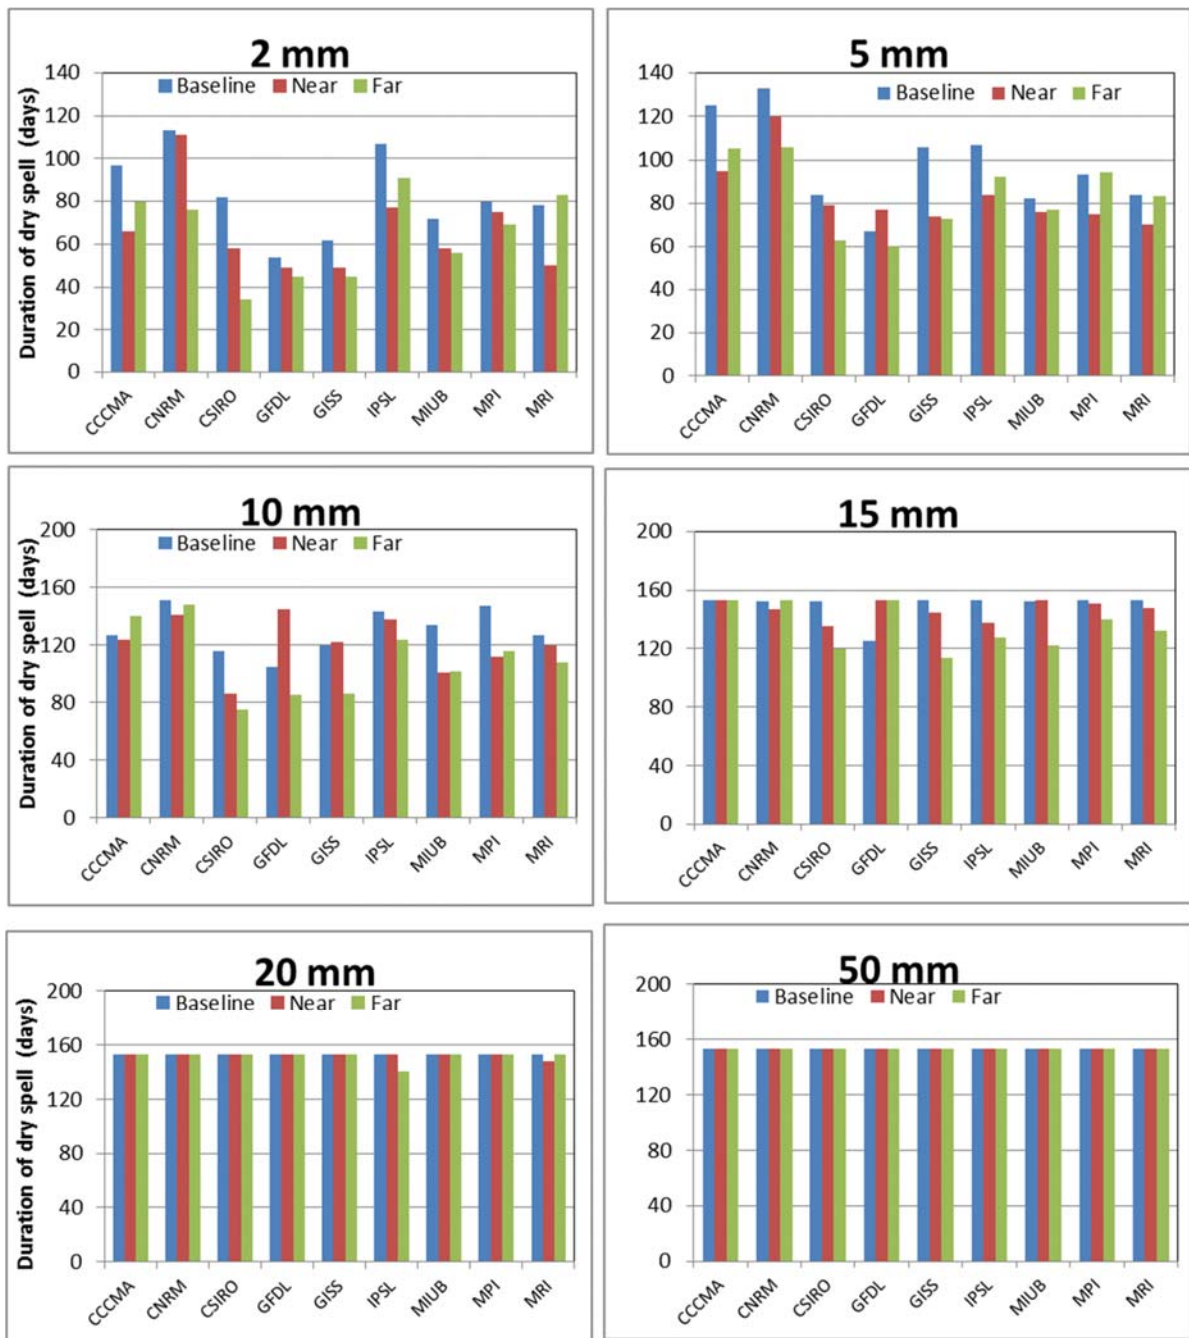 2 mm
Baseline Near Far
Duration of dry spell (days)
140
120
100
80
60
40
20
0
CCCMA CNRM CSIRO GFDL GISS IPSL MIUB MPI MRI
5 mm
Baseline Near Far
140
120
100
80
60
40
20
0
CCCMA CNRM CSIRO GFDL GISS IPSL MIUB MPI MRI
10 mm
Baseline Near Far
Duration of dry spell (days)
200
160
120
80
40
0
CCCMA CNRM CSIRO GFDL GISS IPSL MIUB MPI MRI
15 mm
Baseline Near Far
200
160
120
80
40
0
CCCMA CNRM CSIRO GFDL GISS IPSL MIUB MPI MRI
20 mm
Baseline Near Far
Duration of dry spell (days)
200
160
120
80
40
0
CCCMA CNRM CSIRO GFDL GISS IPSL MIUB MPI MRI
50 mm
Baseline Near Far
200
160
120
80
40
0
CCCMA CNRM CSIRO GFDL GISS IPSL MIUB MPI MRI